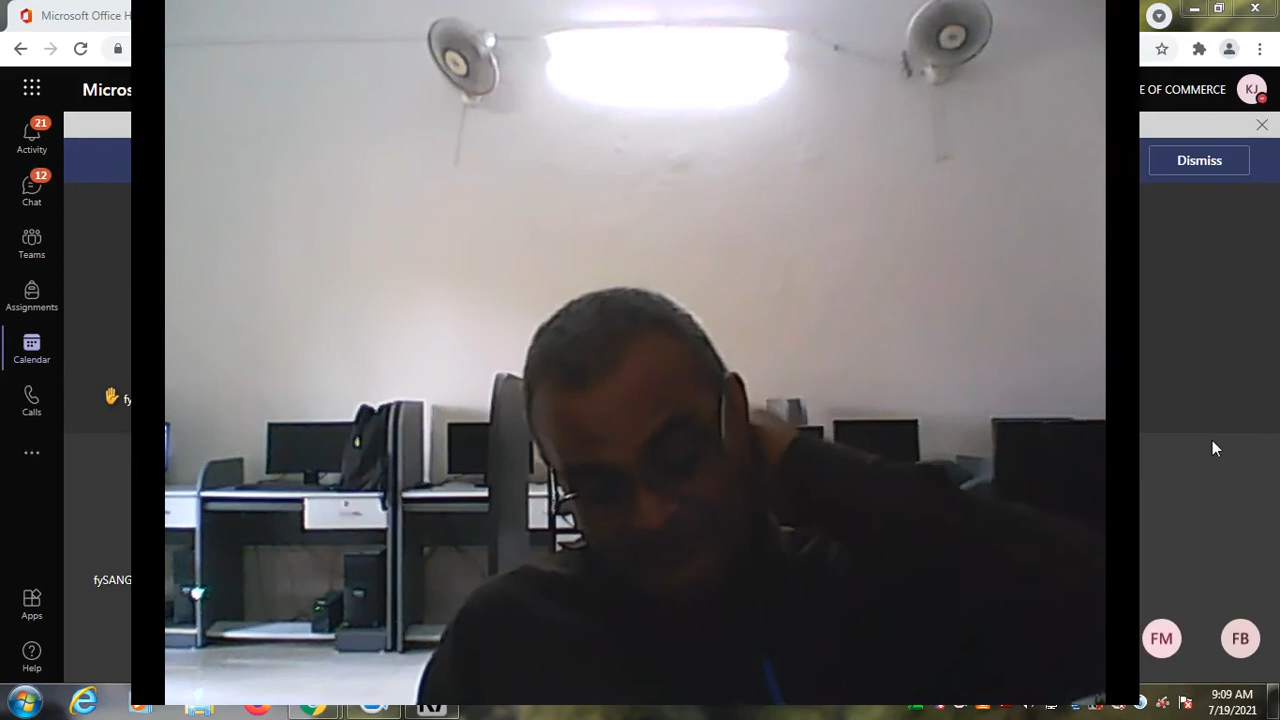 Microsoft Office H
Micros
E OF COMMERCE
KJ
21
Activity
Dismiss
12
Chat
Teams
Assignments
Calendar
Calls
fy
fySANG
Apps
Help
FM
FB
9:09 AM
7/19/2021